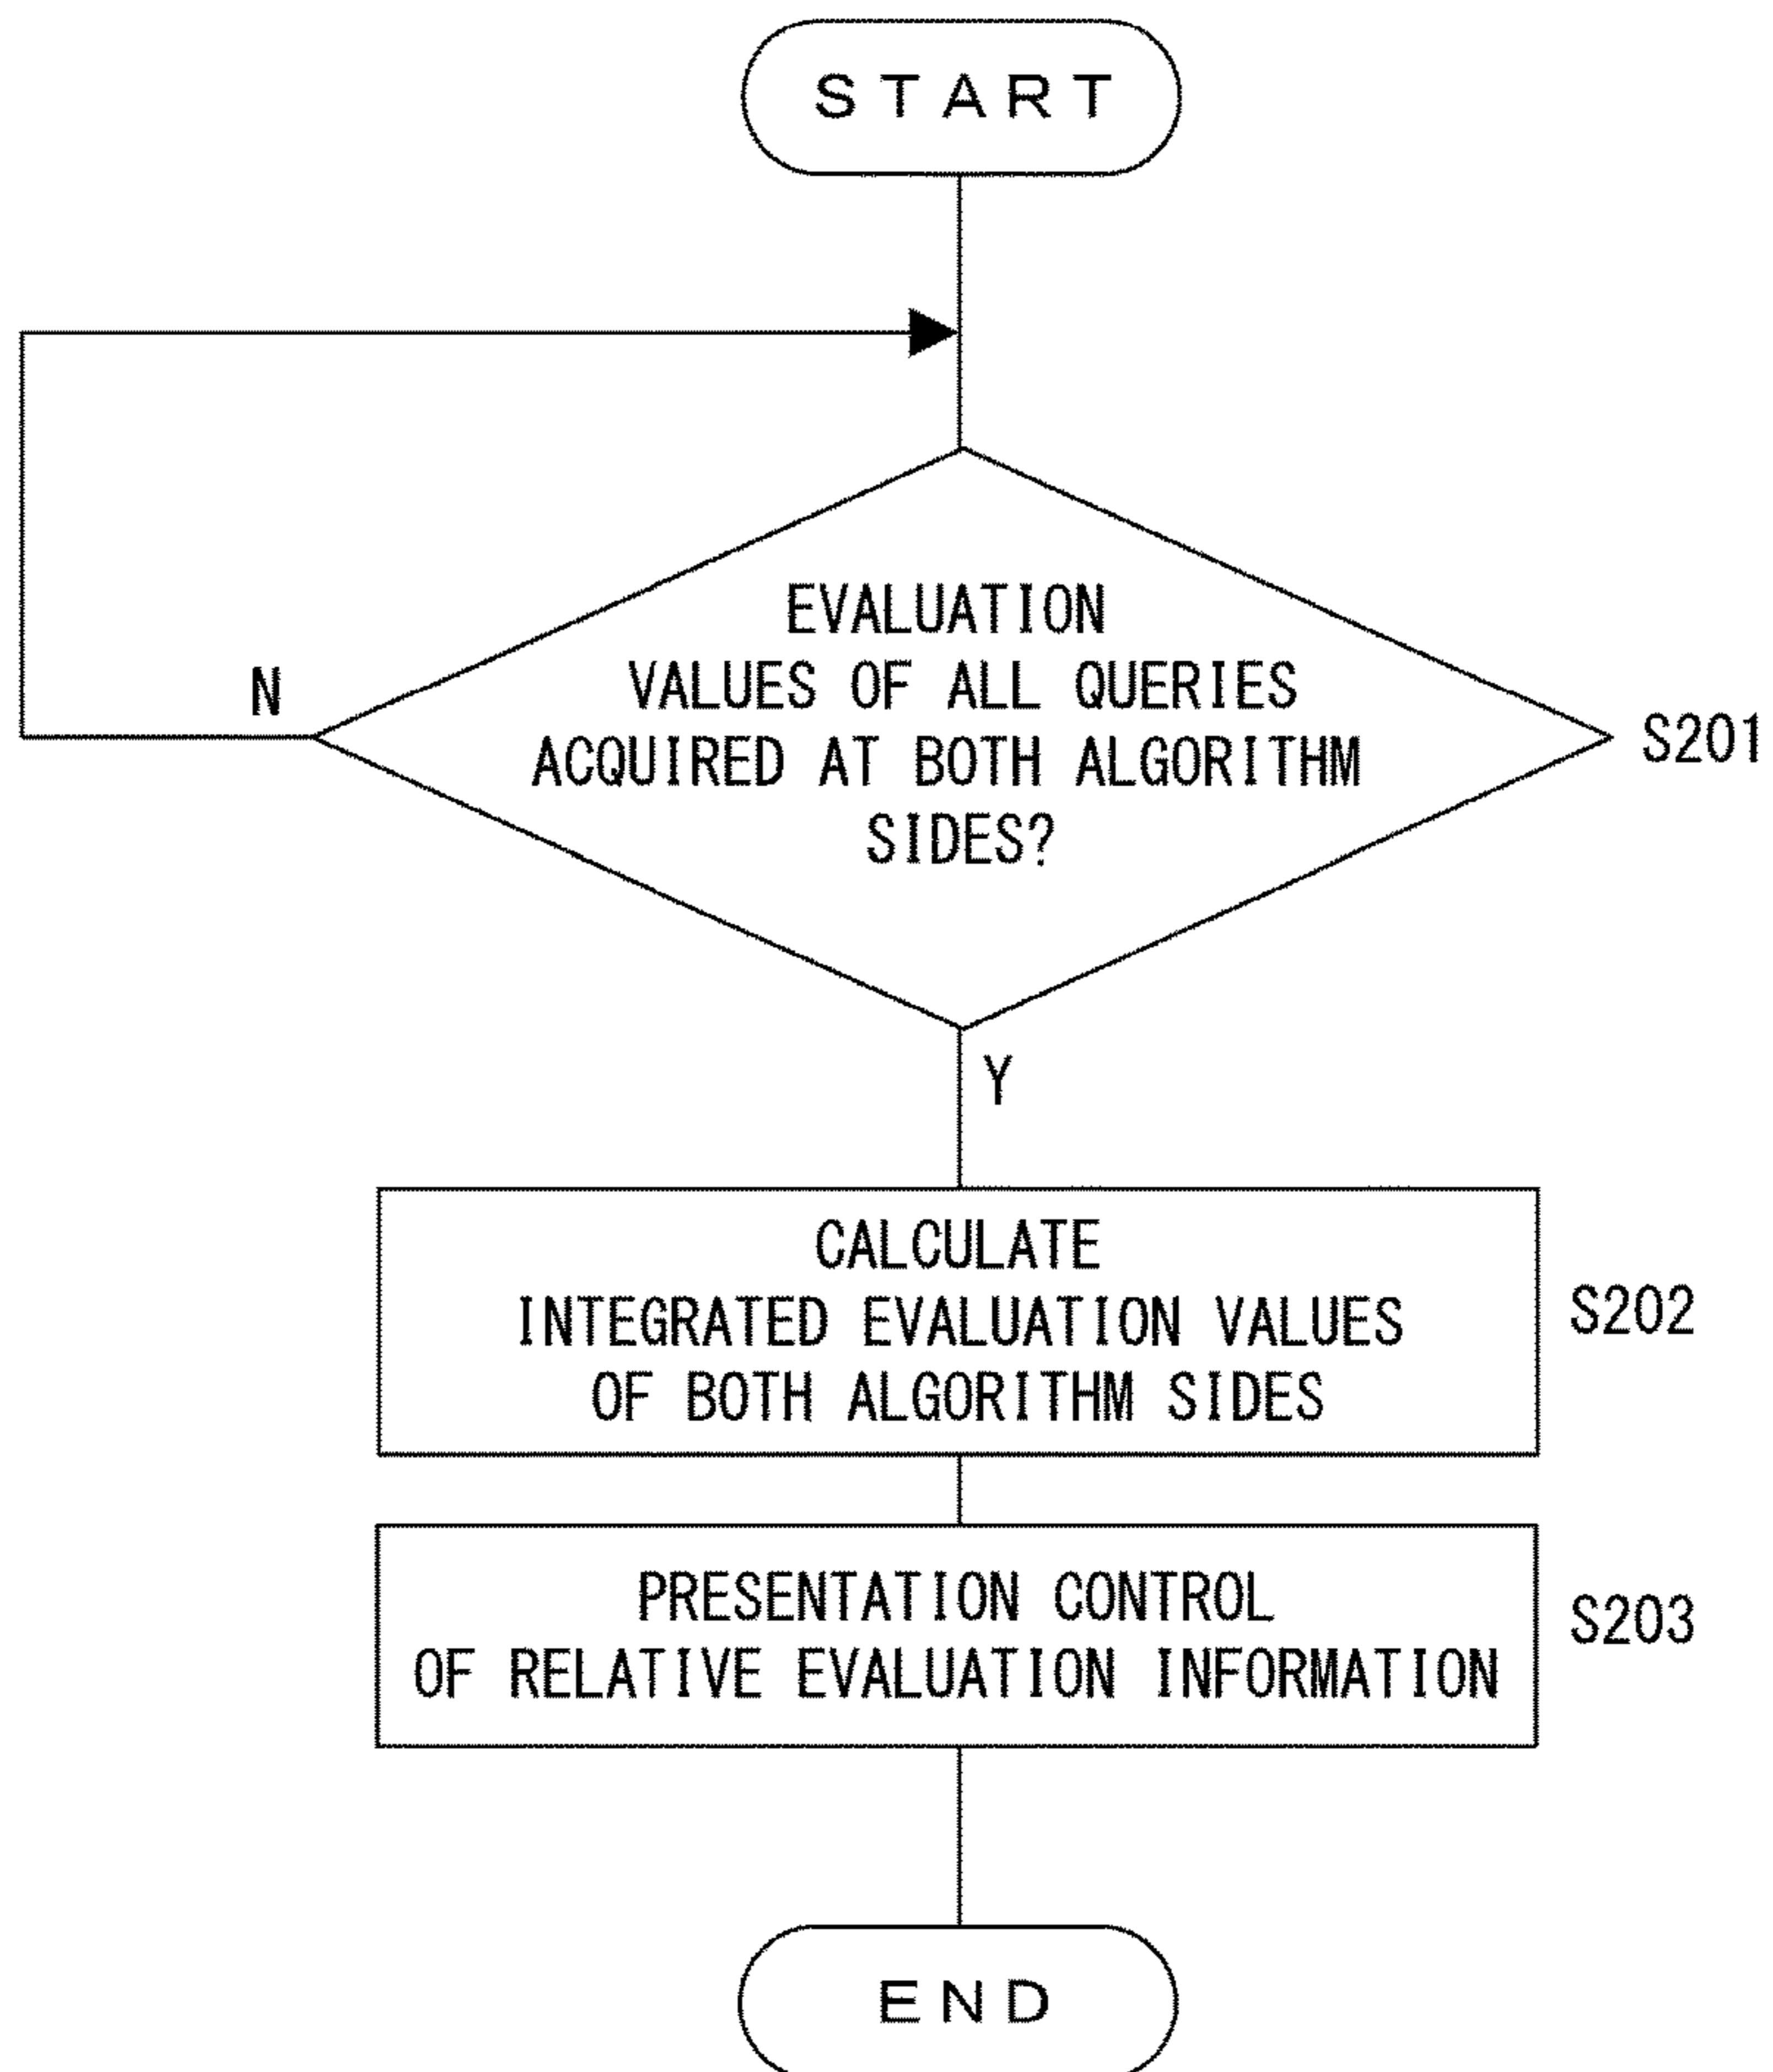 START
EVALUATION
VALUES OF ALL QUERIES
ACQUIRED AT BOTH ALGORITHM
SIDES?
N
S201
Y
CALCULATE
INTEGRATED EVALUATION VALUES
OF BOTH ALGORITHM SIDES
S202
PRESENTATION CONTROL
OF RELATIVE EVALUATION INFORMATION
S203
END